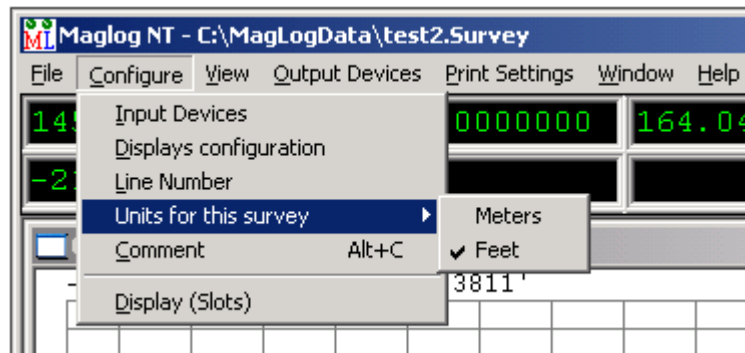 Maglog NT - C:\MagLogData\test2.Survey
File Configure View Output Devices Print Settings Window Help
Input Devices
0000000
164.04
Displays configuration
Line Number
Units for this survey
Meters
Comment Alt+C
Feet
3811'
Display (Slots)